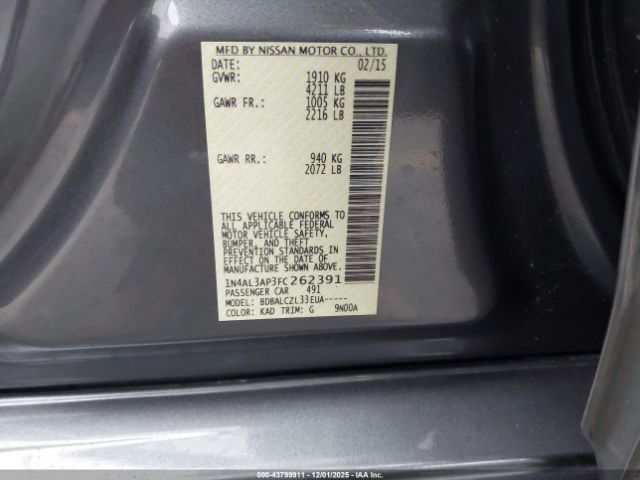 MFD BY NISSAN MOTOR CO., LTD.
DATE: 02/15
GVWR: 1910 KG
4211 LB
GAWR FR.: 1005 KG
2216 LB
GAWR RR.: 940 KG
2072 LB
THIS VEHICLE CONFORMS TO
ALL APPLICABLE FEDERAL
MOTOR VEHICLE SAFETY,
BUMPER, AND THEFT
PREVENTION STANDARDS IN
EFFECT ON THE DATE OF
MANUFACTURE SHOWN ABOVE.
1N4AL3AP3FC262391
PASSENGER CAR 491
MODEL: BDBALCZL33EUA-----
COLOR: KAD TRIM: G 9N00A
000-43799911 - 12/01/2025 - IAA Inc.